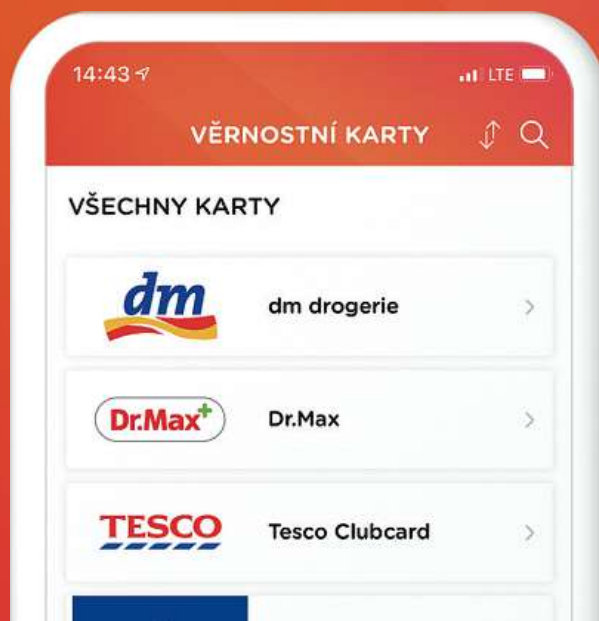 14:43 LTE
VĚRNOSTNÍ KARTY
VŠECHNY KARTY
dm dm drogerie
Dr.Max+ Dr.Max
TESCO Tesco Clubcard